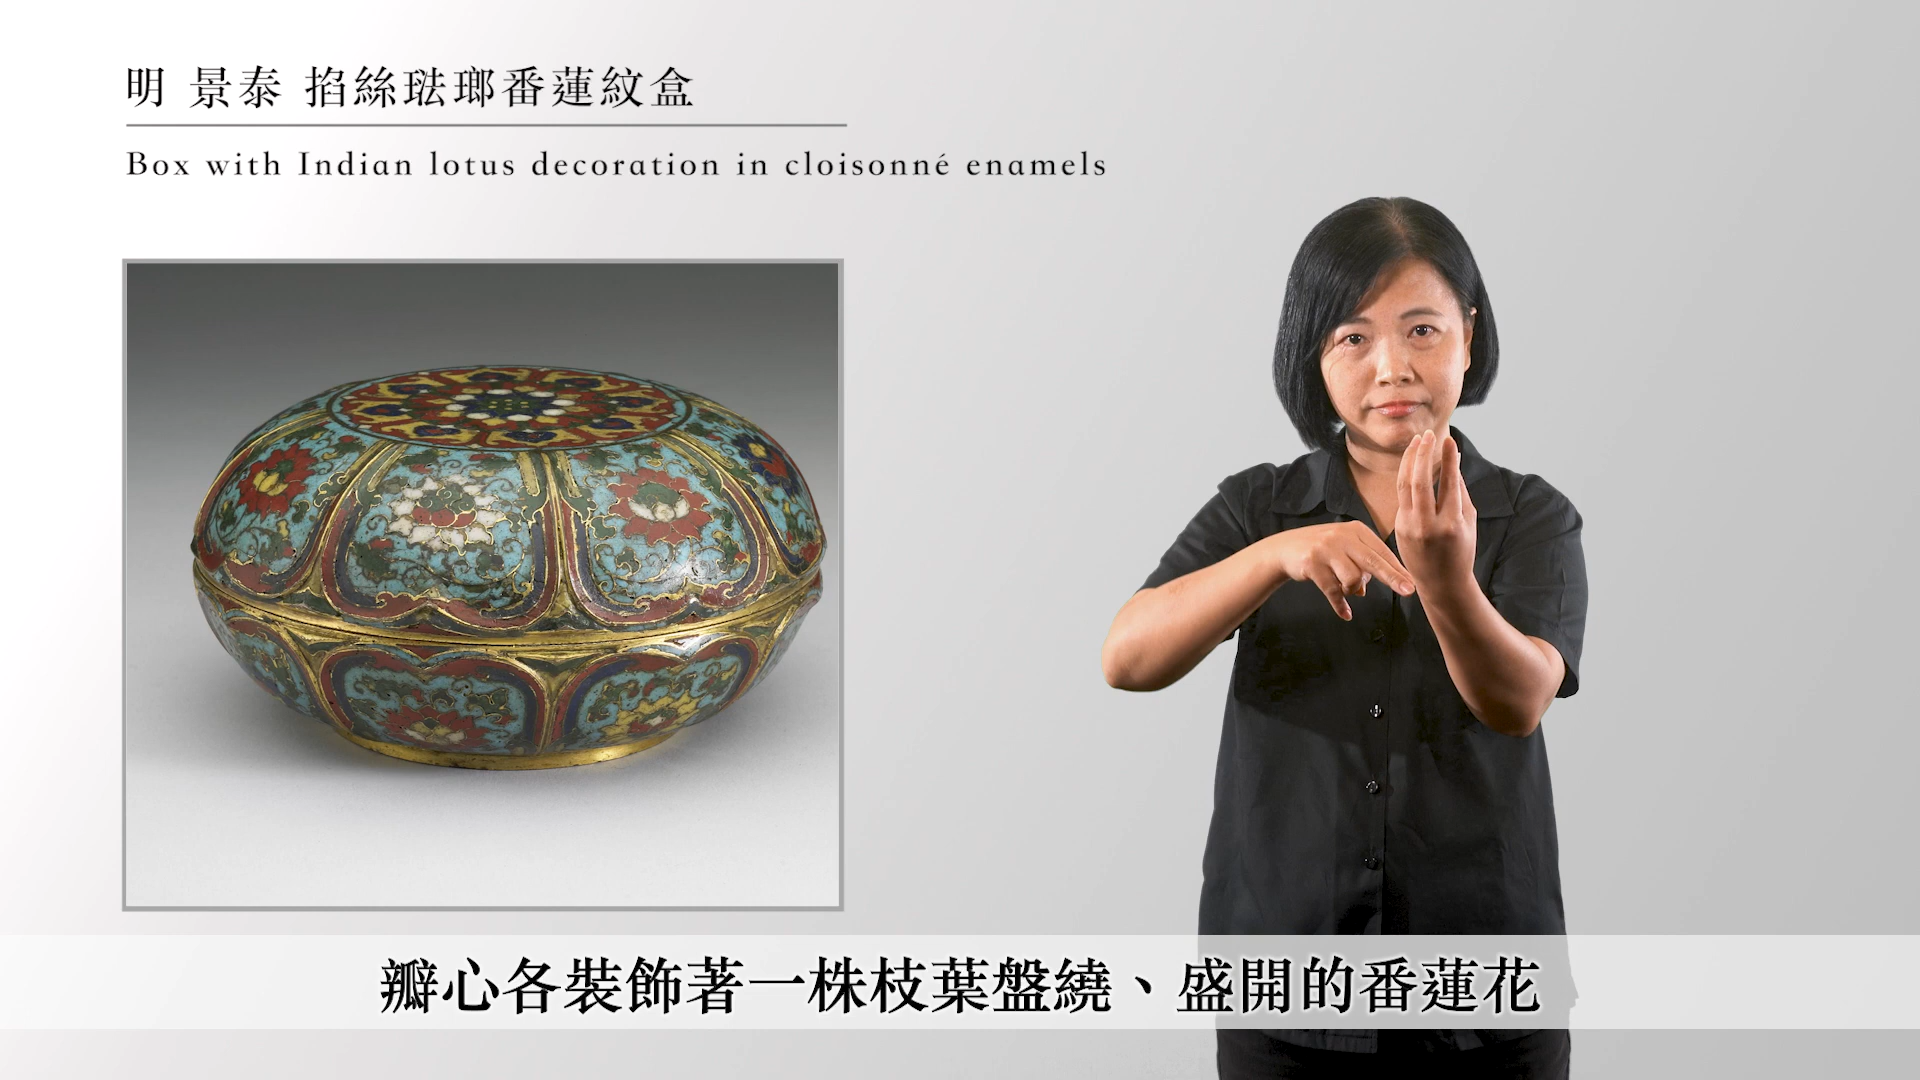 明 景泰 掐絲琺瑯番蓮紋盒
Box with Indian lotus decoration in cloisonné enamels
瓣心各裝飾著一株枝葉盤繞、盛開的番蓮花